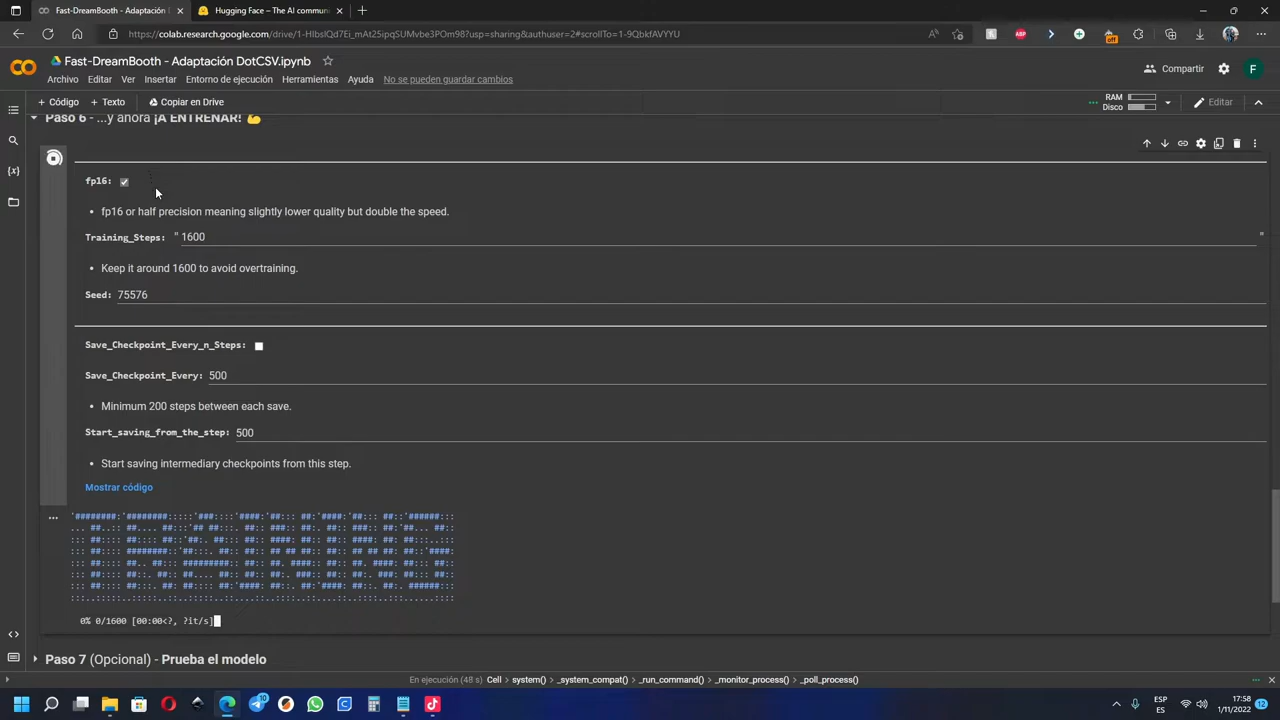 Fast-DreamBooth - Adaptación
Hugging Face – The AI communi
https://colab.research.google.com/drive/1-HIbslQd7Ei_mAt25ipqSUMvbe3POm98?usp=sharing&authuser=2#scrollTo=1-9QbkfAVYYU
Fast-DreamBooth - Adaptación DotCSV.ipynb
Archivo Editar Ver Insertar Entorno de ejecución Herramientas Ayuda No se pueden guardar cambios
Compartir
F
+ Código + Texto Copiar en Drive
RAM
Disco
Editar
Paso 6 - ...y ahora ¡A ENTRENAR! 💪
fp16:
fp16 or half precision meaning slightly lower quality but double the speed.
Training_Steps: " 1600 "
Keep it around 1600 to avoid overtraining.
Seed: 75576
Save_Checkpoint_Every_n_Steps:
Save_Checkpoint_Every: 500
Minimum 200 steps between each save.
Start_saving_from_the_step: 500
Start saving intermediary checkpoints from this step.
Mostrar código
0% 0/1600 [00:00<?, ?it/s]
Paso 7 (Opcional) - Prueba el modelo
En ejecución (48 s) Cell > system() > _system_compat() > _run_command() > _monitor_process() > _poll_process()
ESP
ES
17:58
1/11/2022